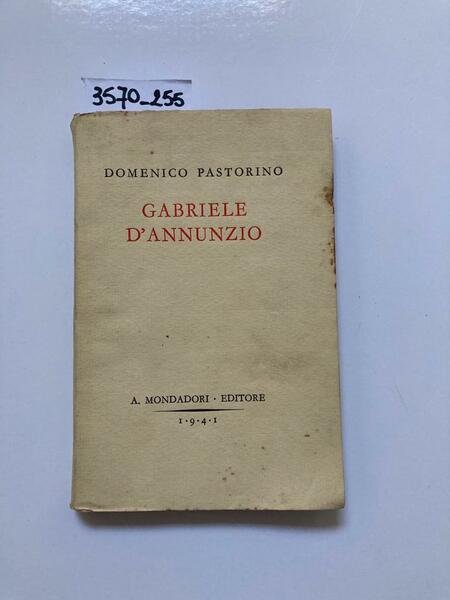 3570_255
DOMENICO PASTORINO
GABRIELE
D'ANNUNZIO
A. MONDADORI · EDITORE
1·9·4·1